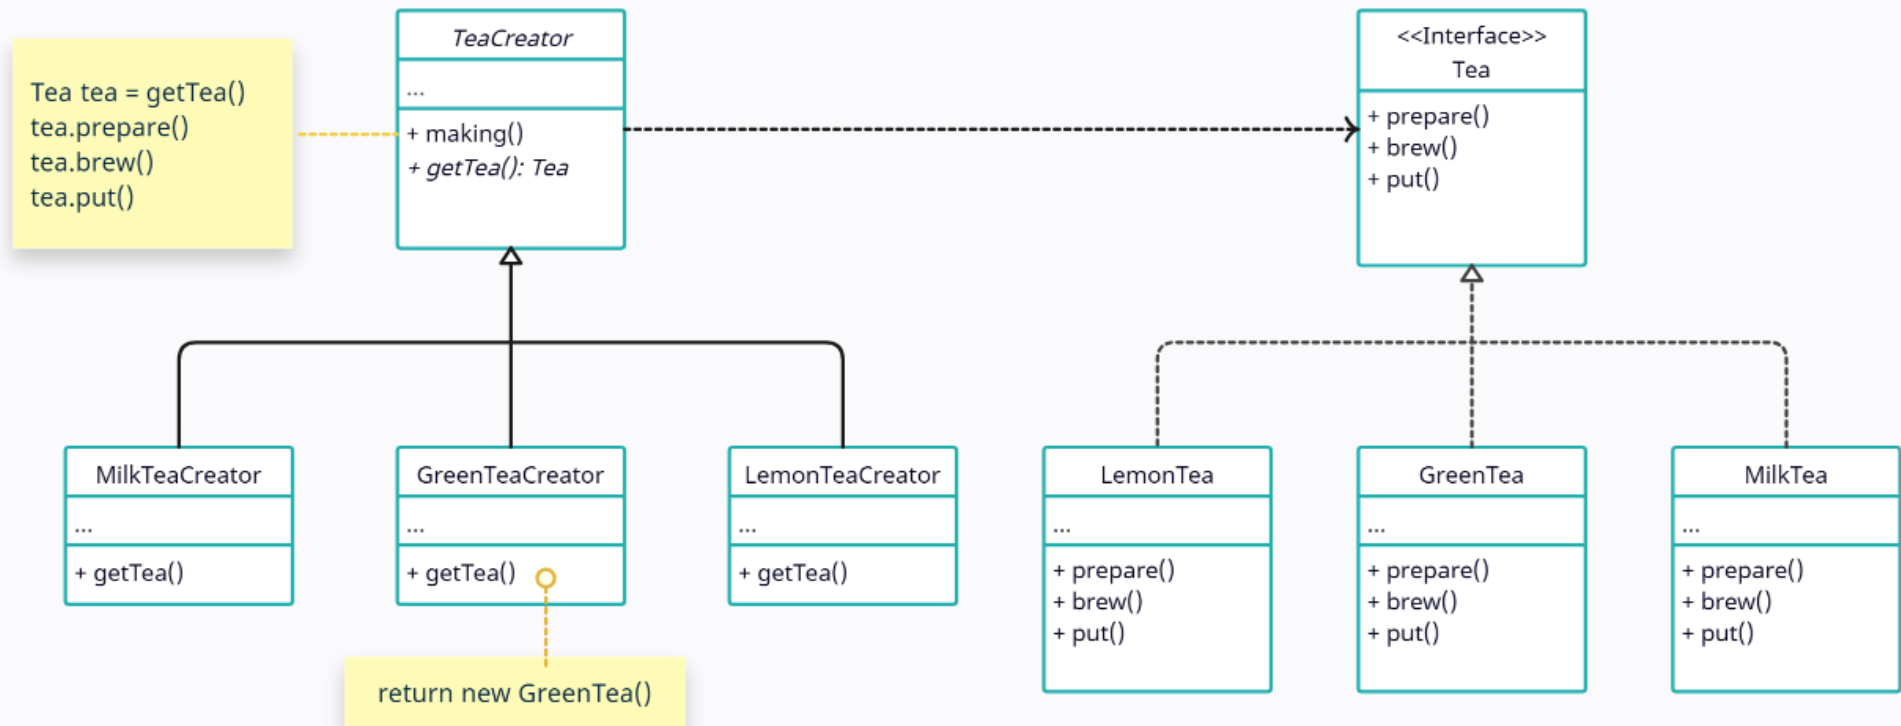 Tea tea = getTea()
tea.prepare()
tea.brew()
tea.put()
TeaCreator
...
+ making()
+ getTea(): Tea
<<Interface>>
Tea
+ prepare()
+ brew()
+ put()
MilkTeaCreator
...
+ getTea()
GreenTeaCreator
...
+ getTea()
return new GreenTea()
LemonTeaCreator
...
+ getTea()
LemonTea
...
+ prepare()
+ brew()
+ put()
GreenTea
...
+ prepare()
+ brew()
+ put()
MilkTea
...
+ prepare()
+ brew()
+ put()